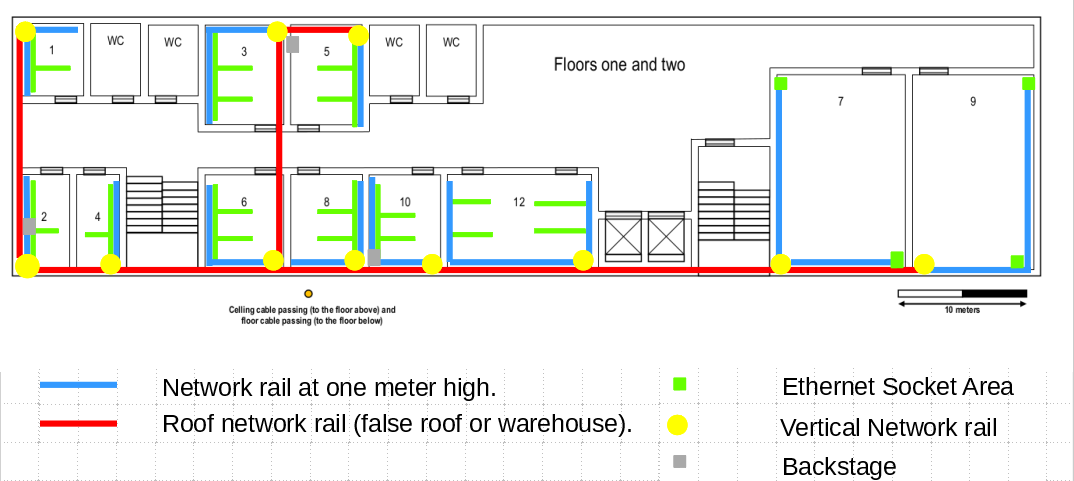 1
WC
WC
3
5
WC
WC
Floors one and two
7
9
2
4
6
8
10
12
Celling cable passing (to the floor above) and
floor cable passing (to the floor below)
10 meters
Network rail at one meter high.
Ethernet Socket Area
Roof network rail (false roof or warehouse).
Vertical Network rail
Backstage